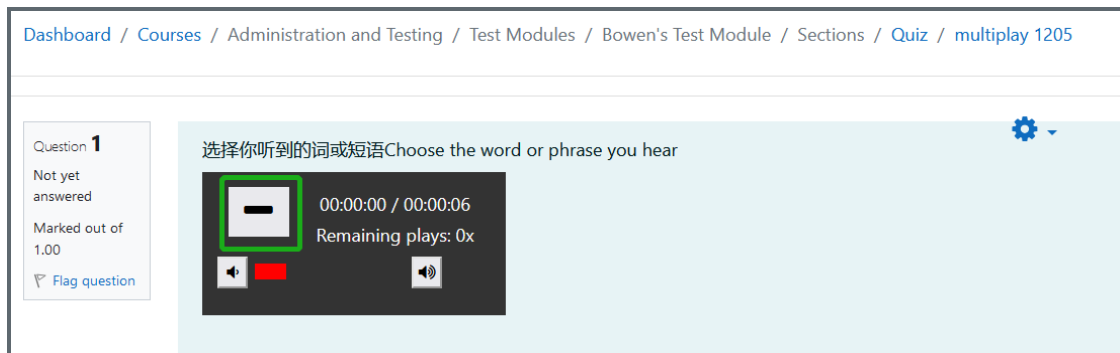 Dashboard / Courses / Administration and Testing / Test Modules / Bowen's Test Module / Sections / Quiz / multiplay 1205
Question 1
Not yet
answered
Marked out of
1.00
Flag question
选择你听到的词或短语Choose the word or phrase you hear
00:00:00 / 00:00:06
Remaining plays: 0x